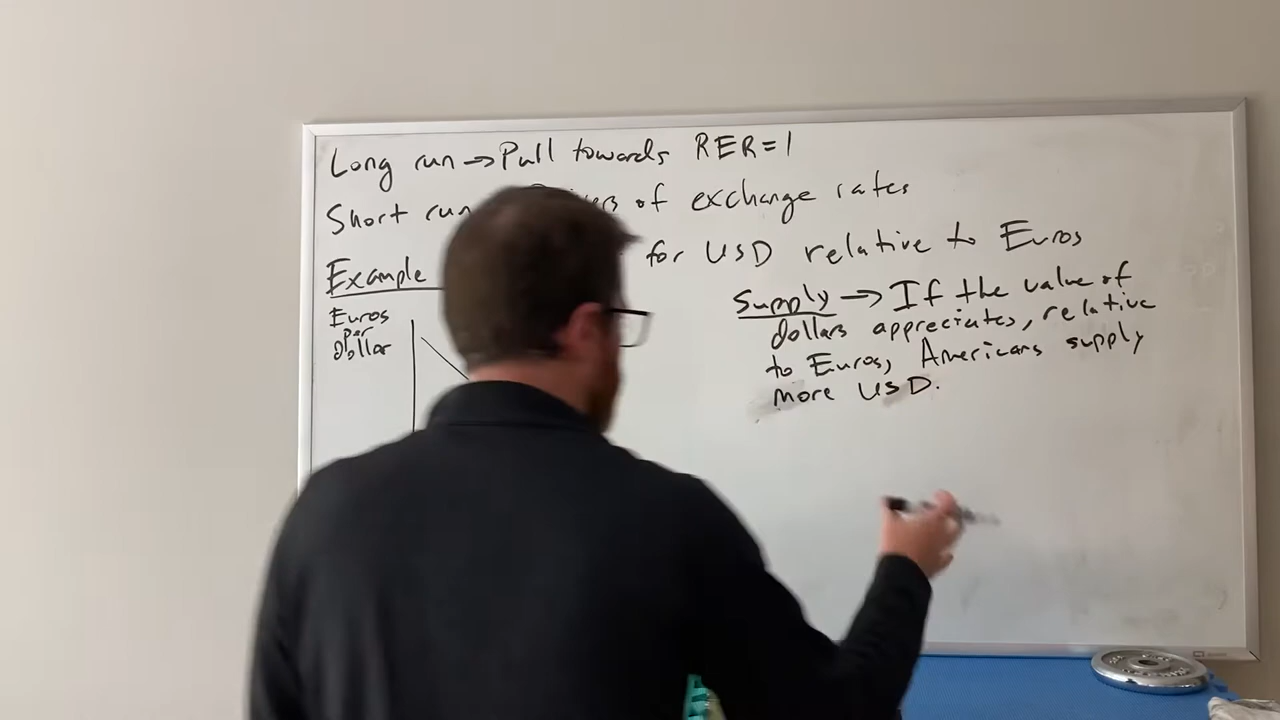 Long run → Pull towards RER=1
Short run of exchange rates
Example for USD relative to Euros
Euros
per
Dollar
Supply → If the value of
dollars appreciates, relative
to Euros, Americans supply
more USD.